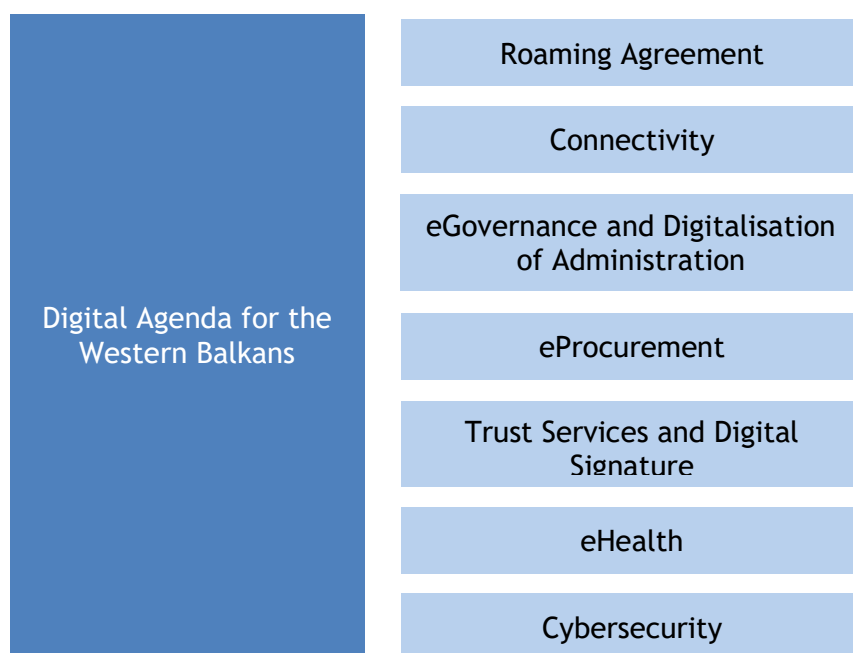 Digital Agenda for the
Western Balkans
Roaming Agreement
Connectivity
eGovernance and Digitalisation
of Administration
eProcurement
Trust Services and Digital
Signature
eHealth
Cybersecurity